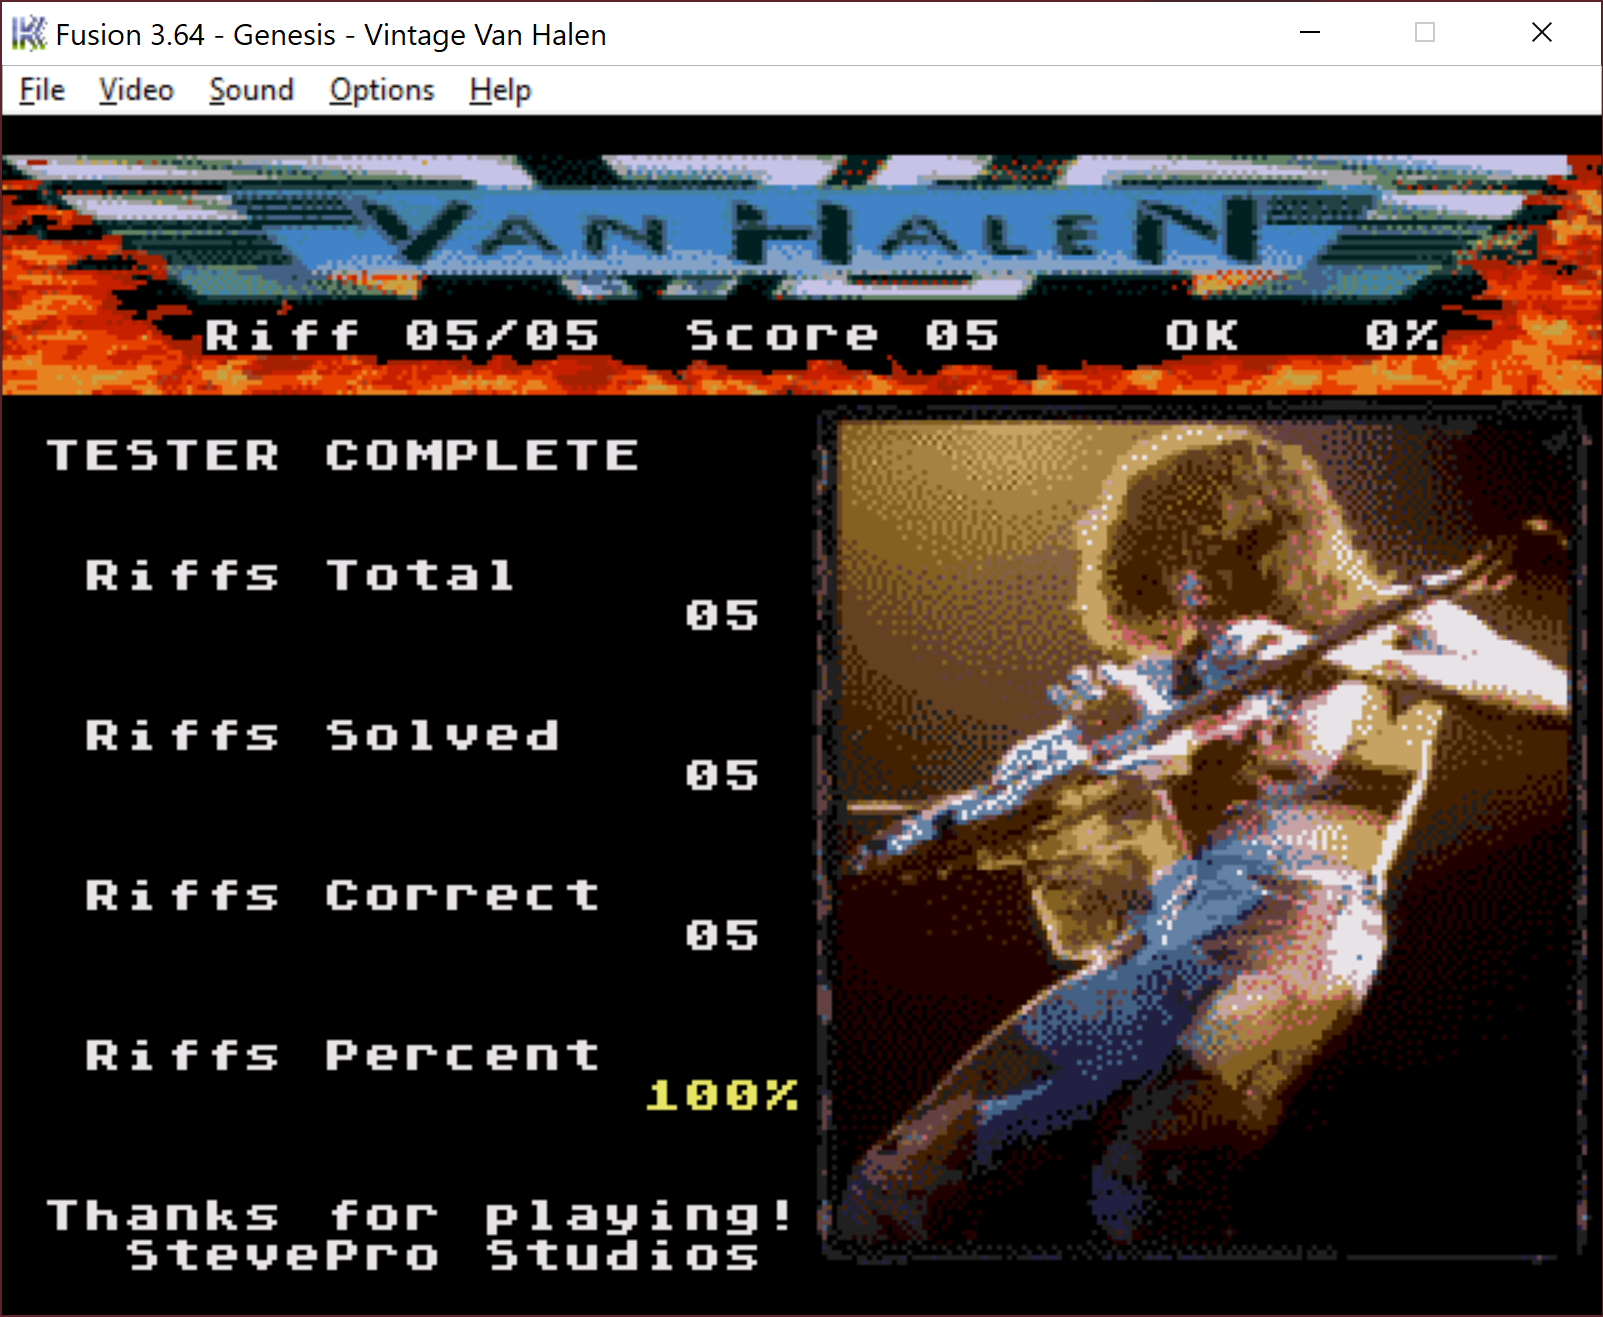 Fusion 3.64 - Genesis - Vintage Van Halen
File Video Sound Options Help
VAN HALEN
Riff 05/05 Score 05 OK 0%
TESTER COMPLETE
Riffs Total
05
Riffs Solved
05
Riffs Correct
05
Riffs Percent
100%
Thanks for playing!
StevePro Studios